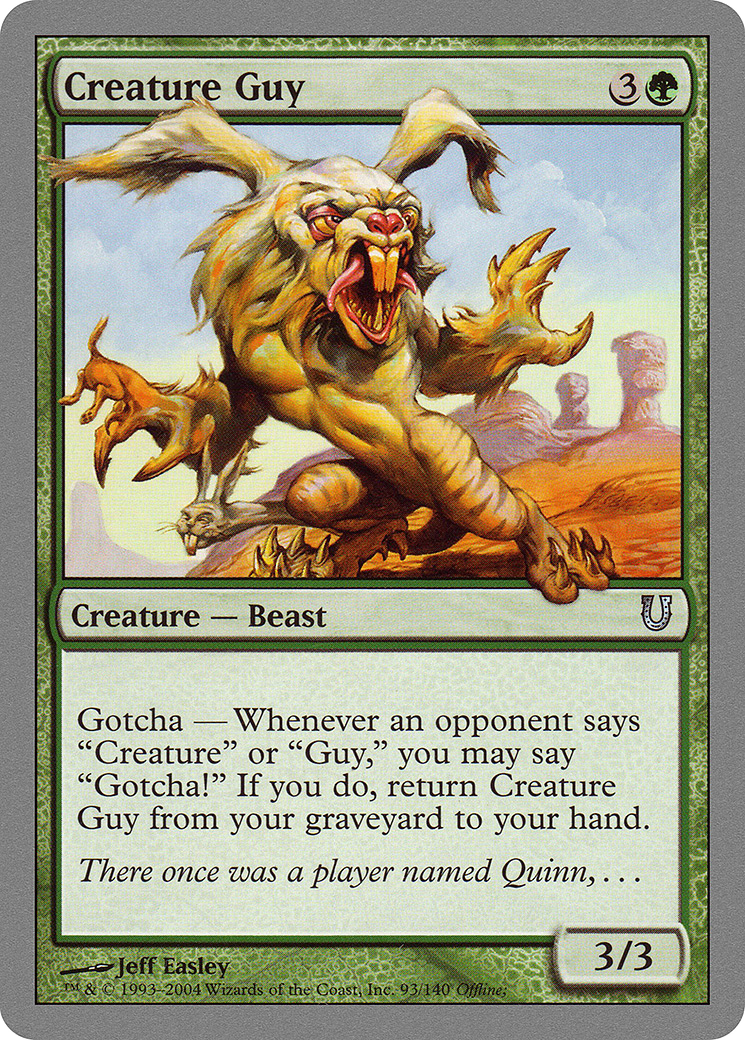 Creature Guy 3
Creature — Beast
Gotcha — Whenever an opponent says
“Creature” or “Guy,” you may say
“Gotcha!” If you do, return Creature
Guy from your graveyard to your hand.
There once was a player named Quinn, . . .
3/3
Jeff Easley
™ & © 1993–2004 Wizards of the Coast, Inc. 93/140 Offline;